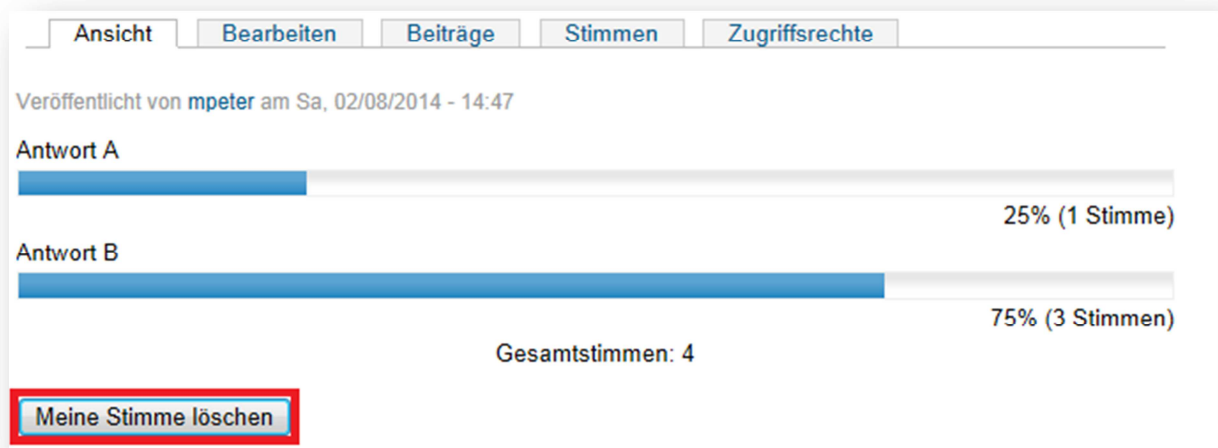 Ansicht Bearbeiten Beiträge Stimmen Zugriffsrechte
Veröffentlicht von mpeter am Sa, 02/08/2014 - 14:47
Antwort A
25% (1 Stimme)
Antwort B
75% (3 Stimmen)
Gesamtstimmen: 4
Meine Stimme löschen